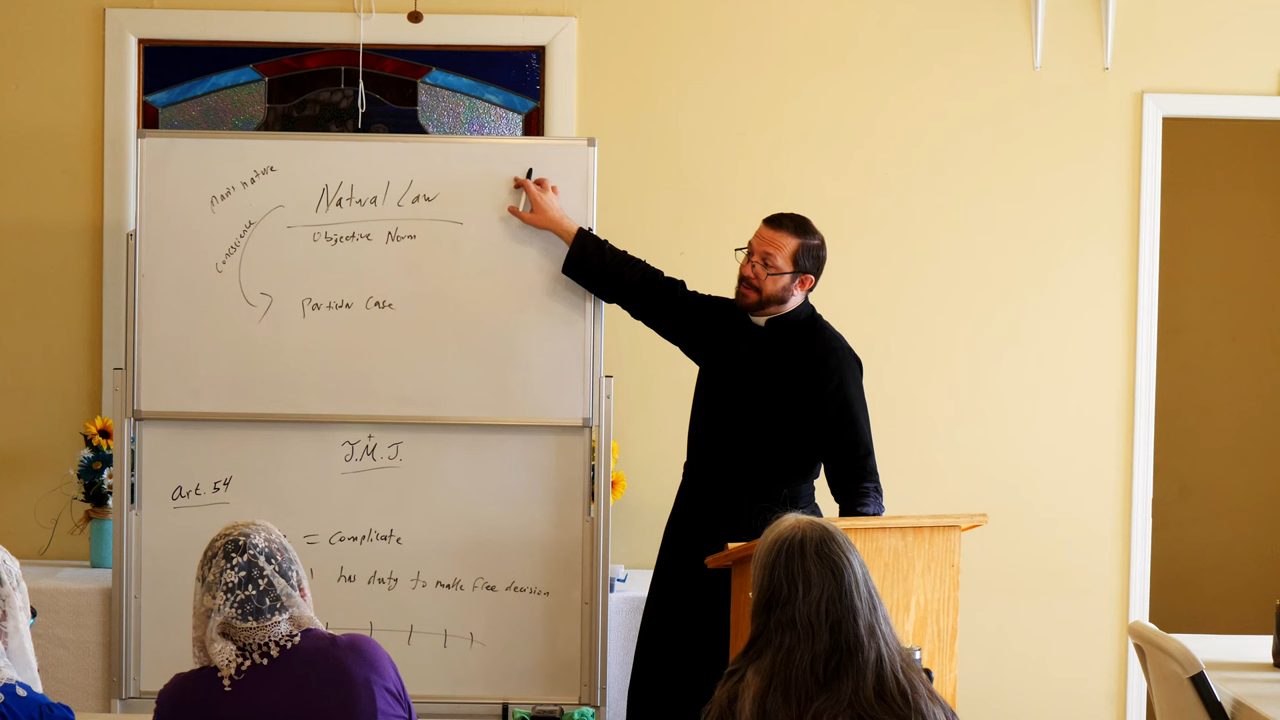 Man's nature
Natural Law
Conscience
Objective Norm
Particular Case
J.M.J.
Art. 54
= complicate
has duty to make free decision